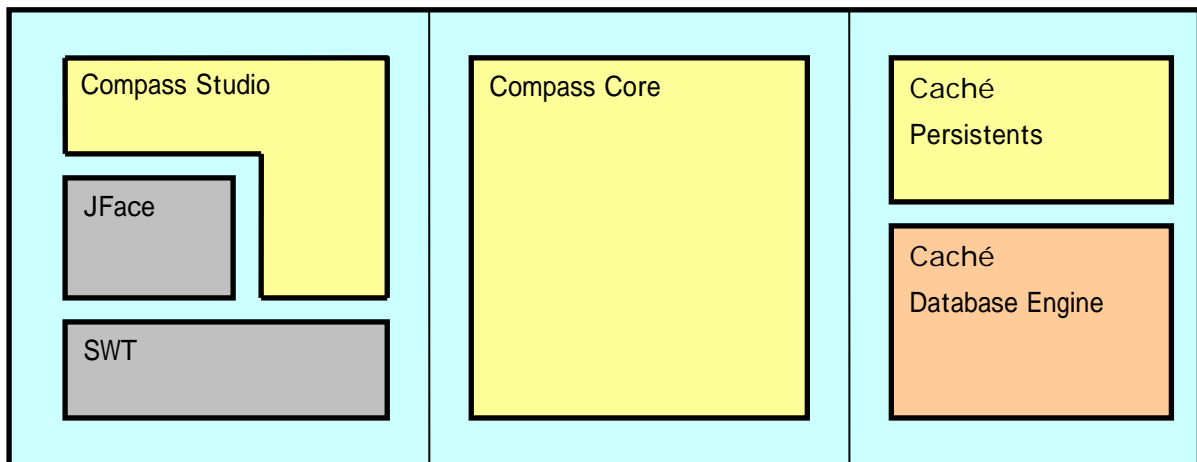 Compass Studio
JFace
SWT
Compass Core
Caché
Persistents
Caché
Database Engine